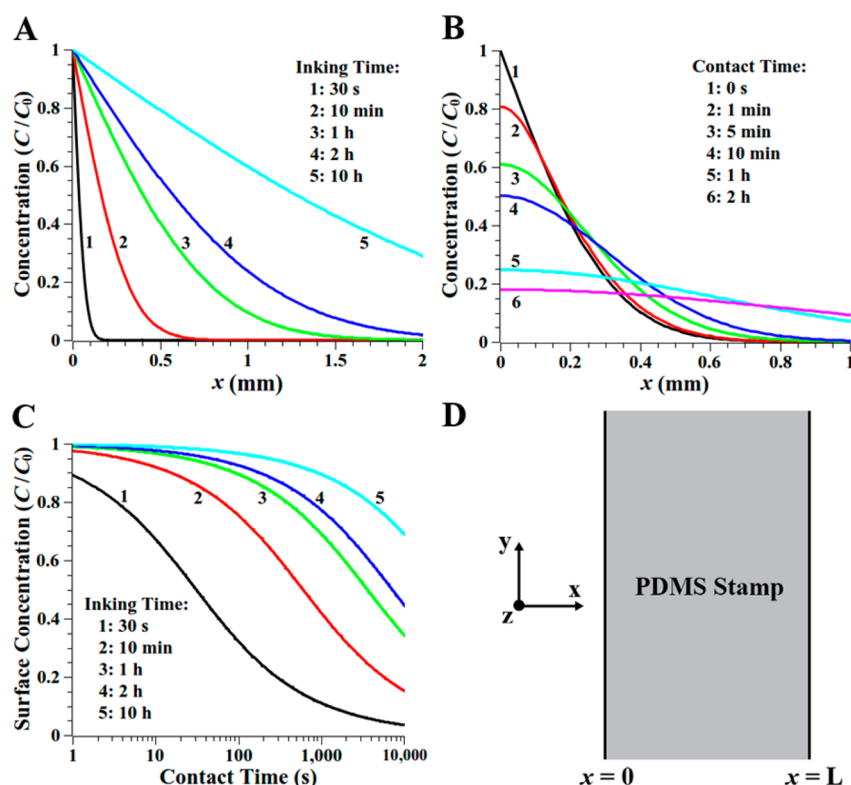 A
Concentration (C / C0)
1
0.8
0.6
0.4
0.2
0
0
0.5
1
1.5
2
x (mm)
Inking Time:
1: 30 s
2: 10 min
3: 1 h
4: 2 h
5: 10 h
1
2
3
4
5
B
Concentration (C / C0)
1
0.8
0.6
0.4
0.2
0
0
0.2
0.4
0.6
0.8
1
x (mm)
Contact Time:
1: 0 s
2: 1 min
3: 5 min
4: 10 min
5: 1 h
6: 2 h
1
2
3
4
5
6
C
Surface Concentration (C / C0)
1
0.8
0.6
0.4
0.2
0
1
10
100
1,000
10,000
Contact Time (s)
Inking Time:
1: 30 s
2: 10 min
3: 1 h
4: 2 h
5: 10 h
1
2
3
4
5
D
y
x
z
PDMS Stamp
x = 0
x = L